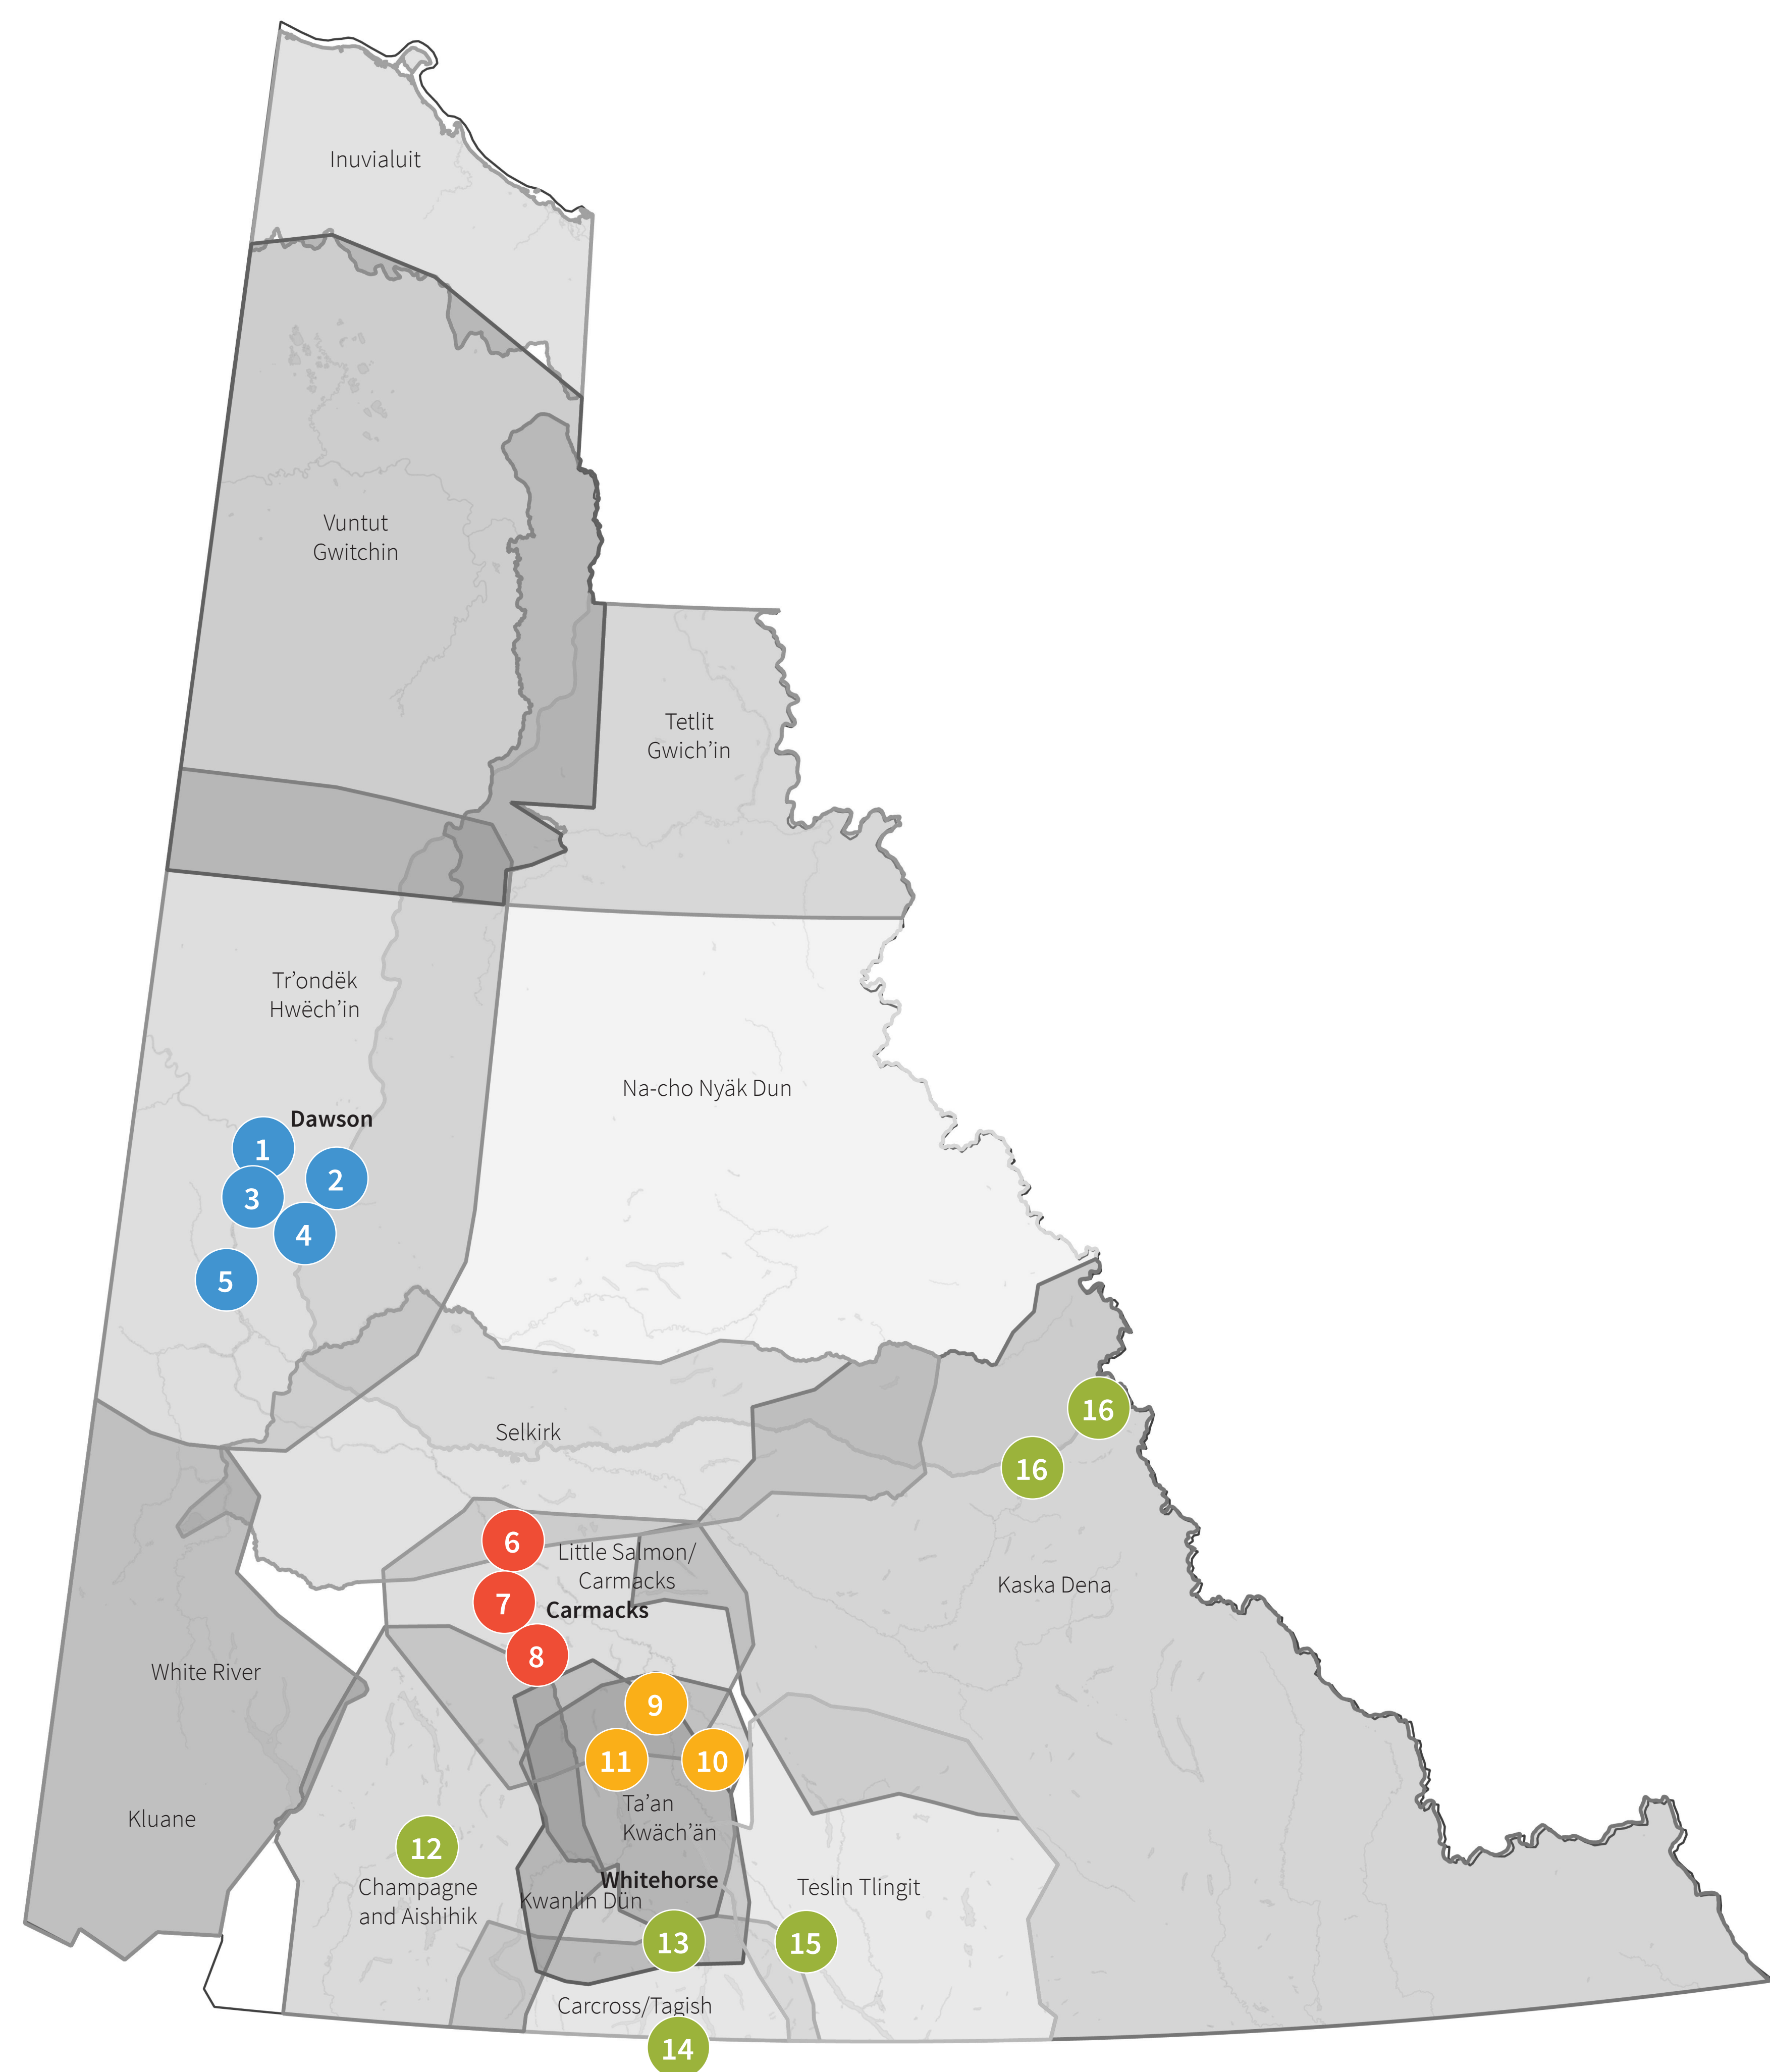 Inuvialuit
Vuntut
Gwitchin
Tetlit
Gwich’in
Tr’ondëk
Hwëch’in
Na-cho Nyäk Dun
Dawson
1
2
3
4
5
16
Selkirk
16
6
Little Salmon/
Carmacks
Kaska Dena
7
Carmacks
8
White River
9
11
10
Ta’an
Kwäch’än
Kluane
12
Champagne
and Aishihik
Whitehorse
Kwanlin Dün
Teslin Tlingit
13
15
Carcross/Tagish
14